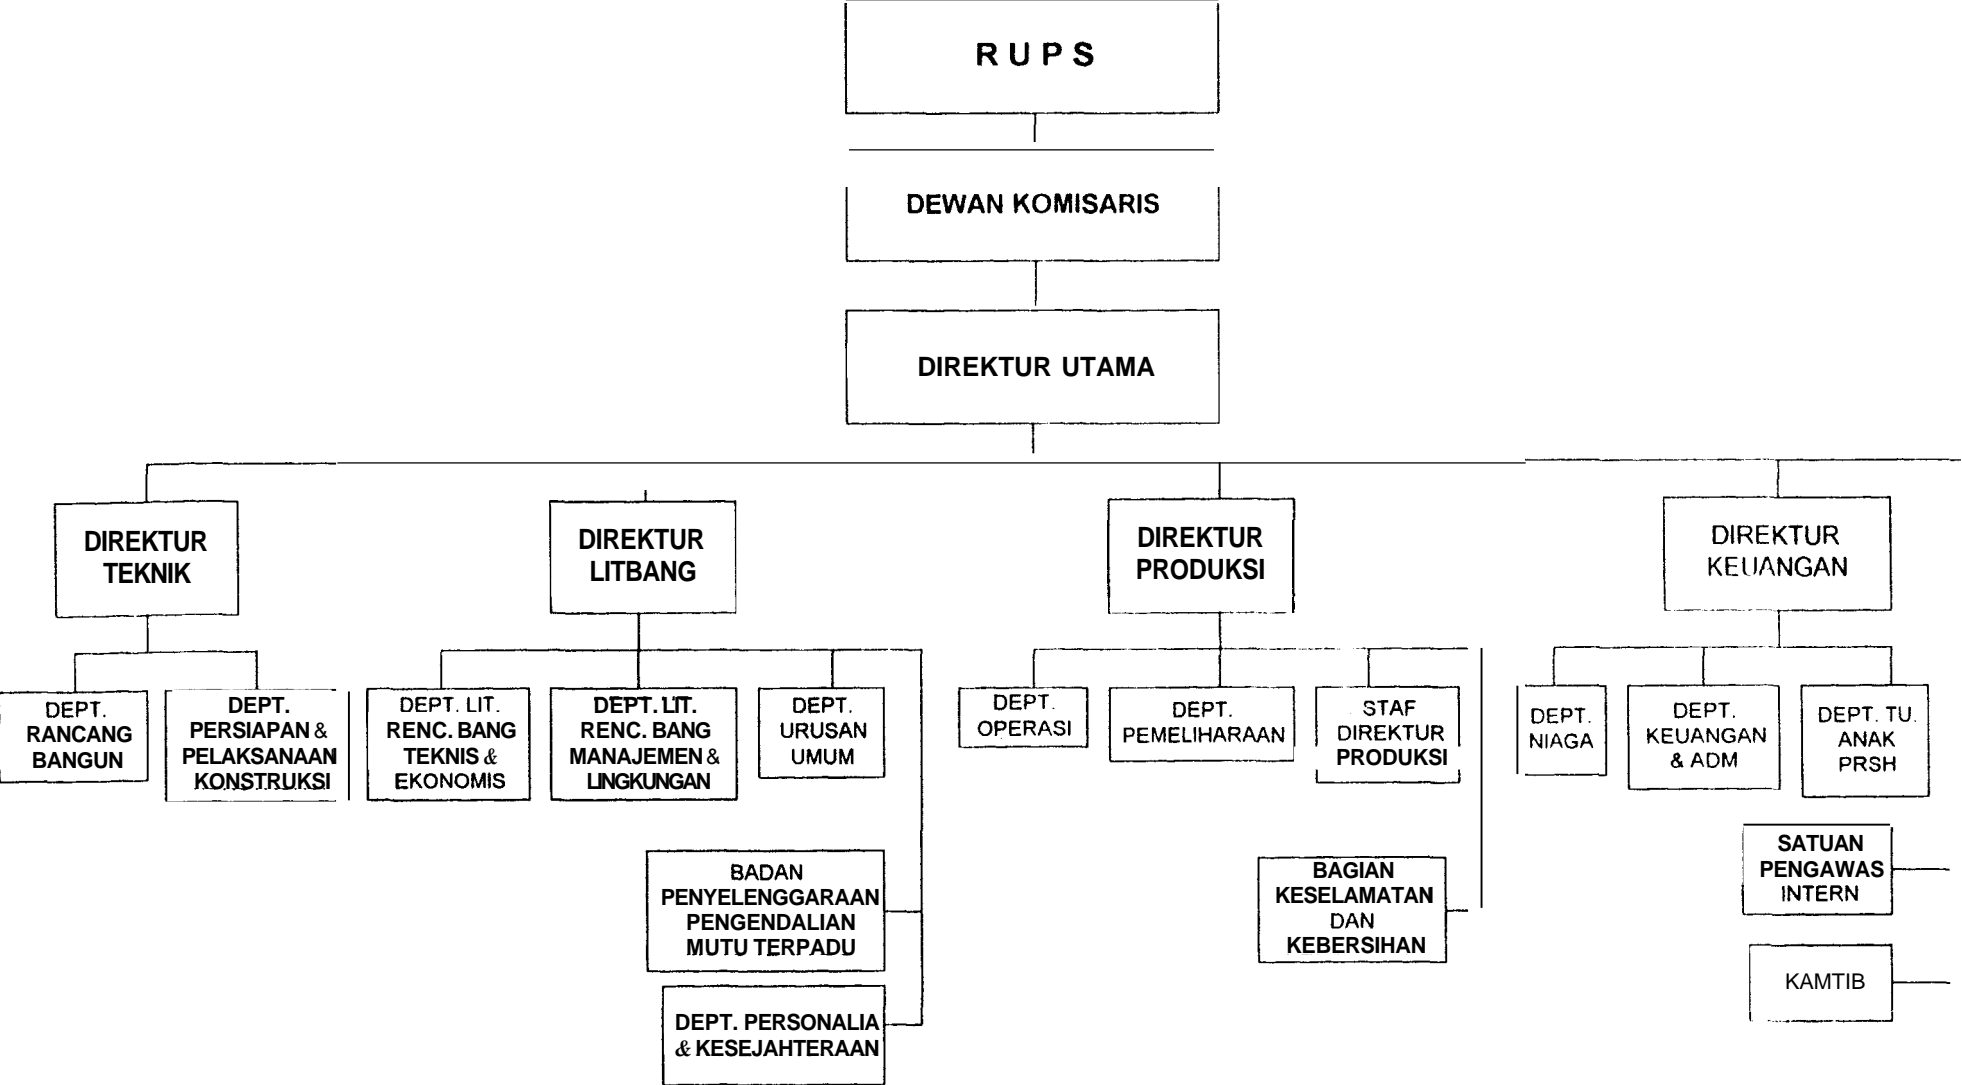 R U P S
DEWAN KOMISARIS
DIREKTUR UTAMA
DIREKTUR
TEKNIK
DIREKTUR
LITBANG
DIREKTUR
PRODUKSI
DIREKTUR
KEUANGAN
DEPT.
RANCANG
BANGUN
DEPT.
PERSIAPAN &
PELAKSANAAN
KONSTRUKSI
DEPT. LIT.
RENC. BANG
TEKNIS &
EKONOMIS
DEPT. LIT.
RENC. BANG
MANAJEMEN &
LINGKUNGAN
DEPT.
URUSAN
UMUM
DEPT.
OPERASI
DEPT.
PEMELIHARAAN
STAF
DIREKTUR
PRODUKSI
DEPT.
NIAGA
DEPT.
KEUANGAN
& ADM
DEPT. TU.
ANAK
PRSH
BADAN
PENYELENGGARAAN
PENGENDALIAN
MUTU TERPADU
BAGIAN
KESELAMATAN
DAN
KEBERSIHAN
SATUAN
PENGAWAS
INTERN
KAMTIB
DEPT. PERSONALIA
& KESEJAHTERAAN